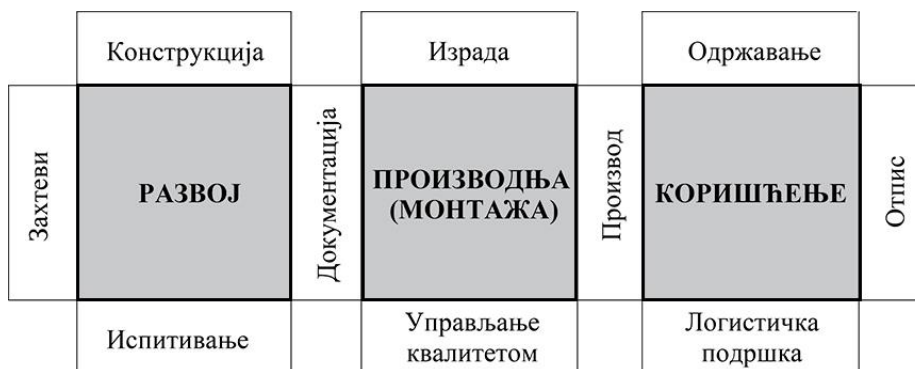 Конструкција
Израда
Одржавање
Захтеви
РАЗВОЈ
Документација
ПРОИЗВОДЊА
(МОНТАЖА)
Производ
КОРИШЋЕЊЕ
Отпис
Испитивање
Управљање
квалитетом
Логистичка
подршка